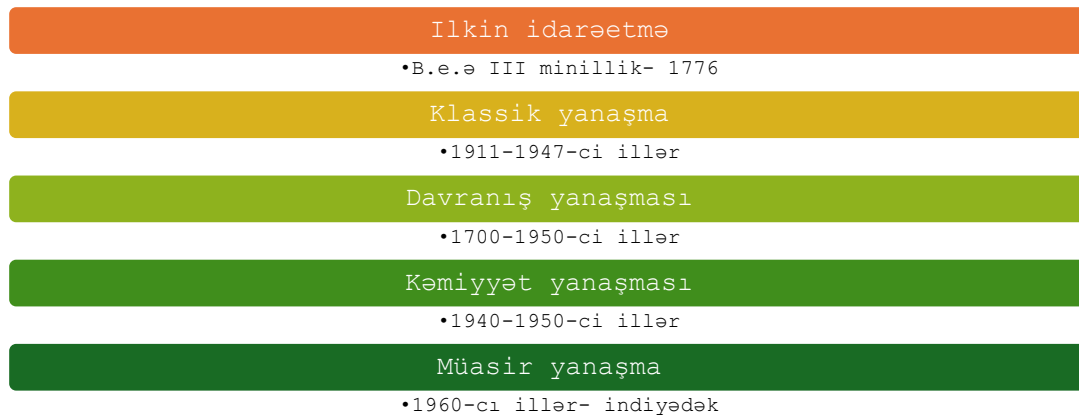 Ilkin idarəetmə
•B.e.ə III minillik- 1776
Klassik yanaşma
•1911-1947-ci illər
Davranış yanaşması
•1700-1950-ci illər
Kəmiyyət yanaşması
•1940-1950-ci illər
Müasir yanaşma
•1960-cı illər- indiyədək